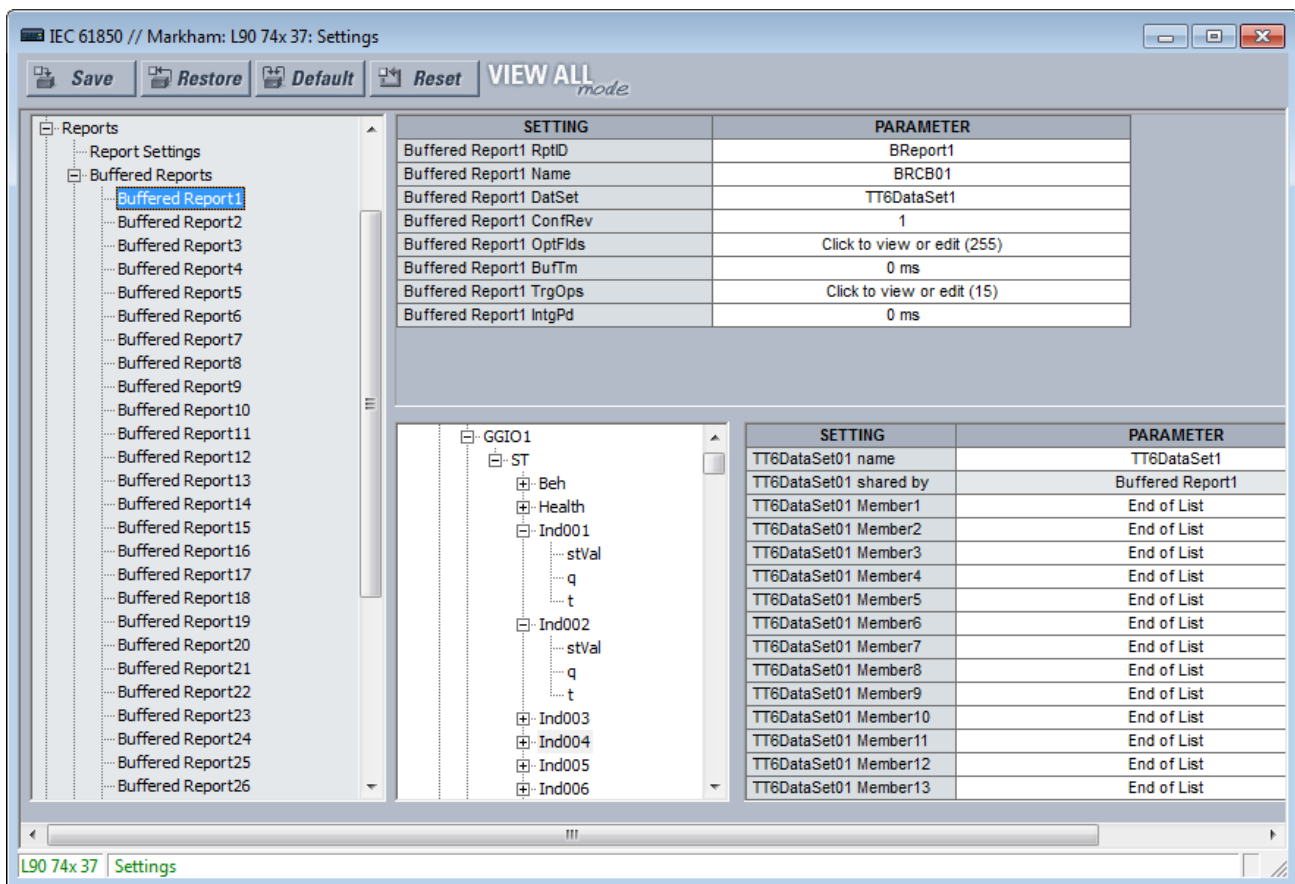 IEC 61850 // Markham: L90 74x 37: Settings
Save Restore Default Reset VIEW ALL mode
Reports
Report Settings
Buffered Reports
Buffered Report1
Buffered Report2
Buffered Report3
Buffered Report4
Buffered Report5
Buffered Report6
Buffered Report7
Buffered Report8
Buffered Report9
Buffered Report10
Buffered Report11
Buffered Report12
Buffered Report13
Buffered Report14
Buffered Report15
Buffered Report16
Buffered Report17
Buffered Report18
Buffered Report19
Buffered Report20
Buffered Report21
Buffered Report22
Buffered Report23
Buffered Report24
Buffered Report25
Buffered Report26
SETTING PARAMETER
Buffered Report1 RptID BReport1
Buffered Report1 Name BRCB01
Buffered Report1 DatSet TT6DataSet1
Buffered Report1 ConfRev 1
Buffered Report1 OptFlds Click to view or edit (255)
Buffered Report1 BufTm 0 ms
Buffered Report1 TrgOps Click to view or edit (15)
Buffered Report1 IntgPd 0 ms
GGIO1
ST
Beh
Health
Ind001
stVal
q
t
Ind002
stVal
q
t
Ind003
Ind004
Ind005
Ind006
SETTING PARAMETER
TT6DataSet01 name TT6DataSet1
TT6DataSet01 shared by Buffered Report1
TT6DataSet01 Member1 End of List
TT6DataSet01 Member2 End of List
TT6DataSet01 Member3 End of List
TT6DataSet01 Member4 End of List
TT6DataSet01 Member5 End of List
TT6DataSet01 Member6 End of List
TT6DataSet01 Member7 End of List
TT6DataSet01 Member8 End of List
TT6DataSet01 Member9 End of List
TT6DataSet01 Member10 End of List
TT6DataSet01 Member11 End of List
TT6DataSet01 Member12 End of List
TT6DataSet01 Member13 End of List
L90 74x 37 Settings